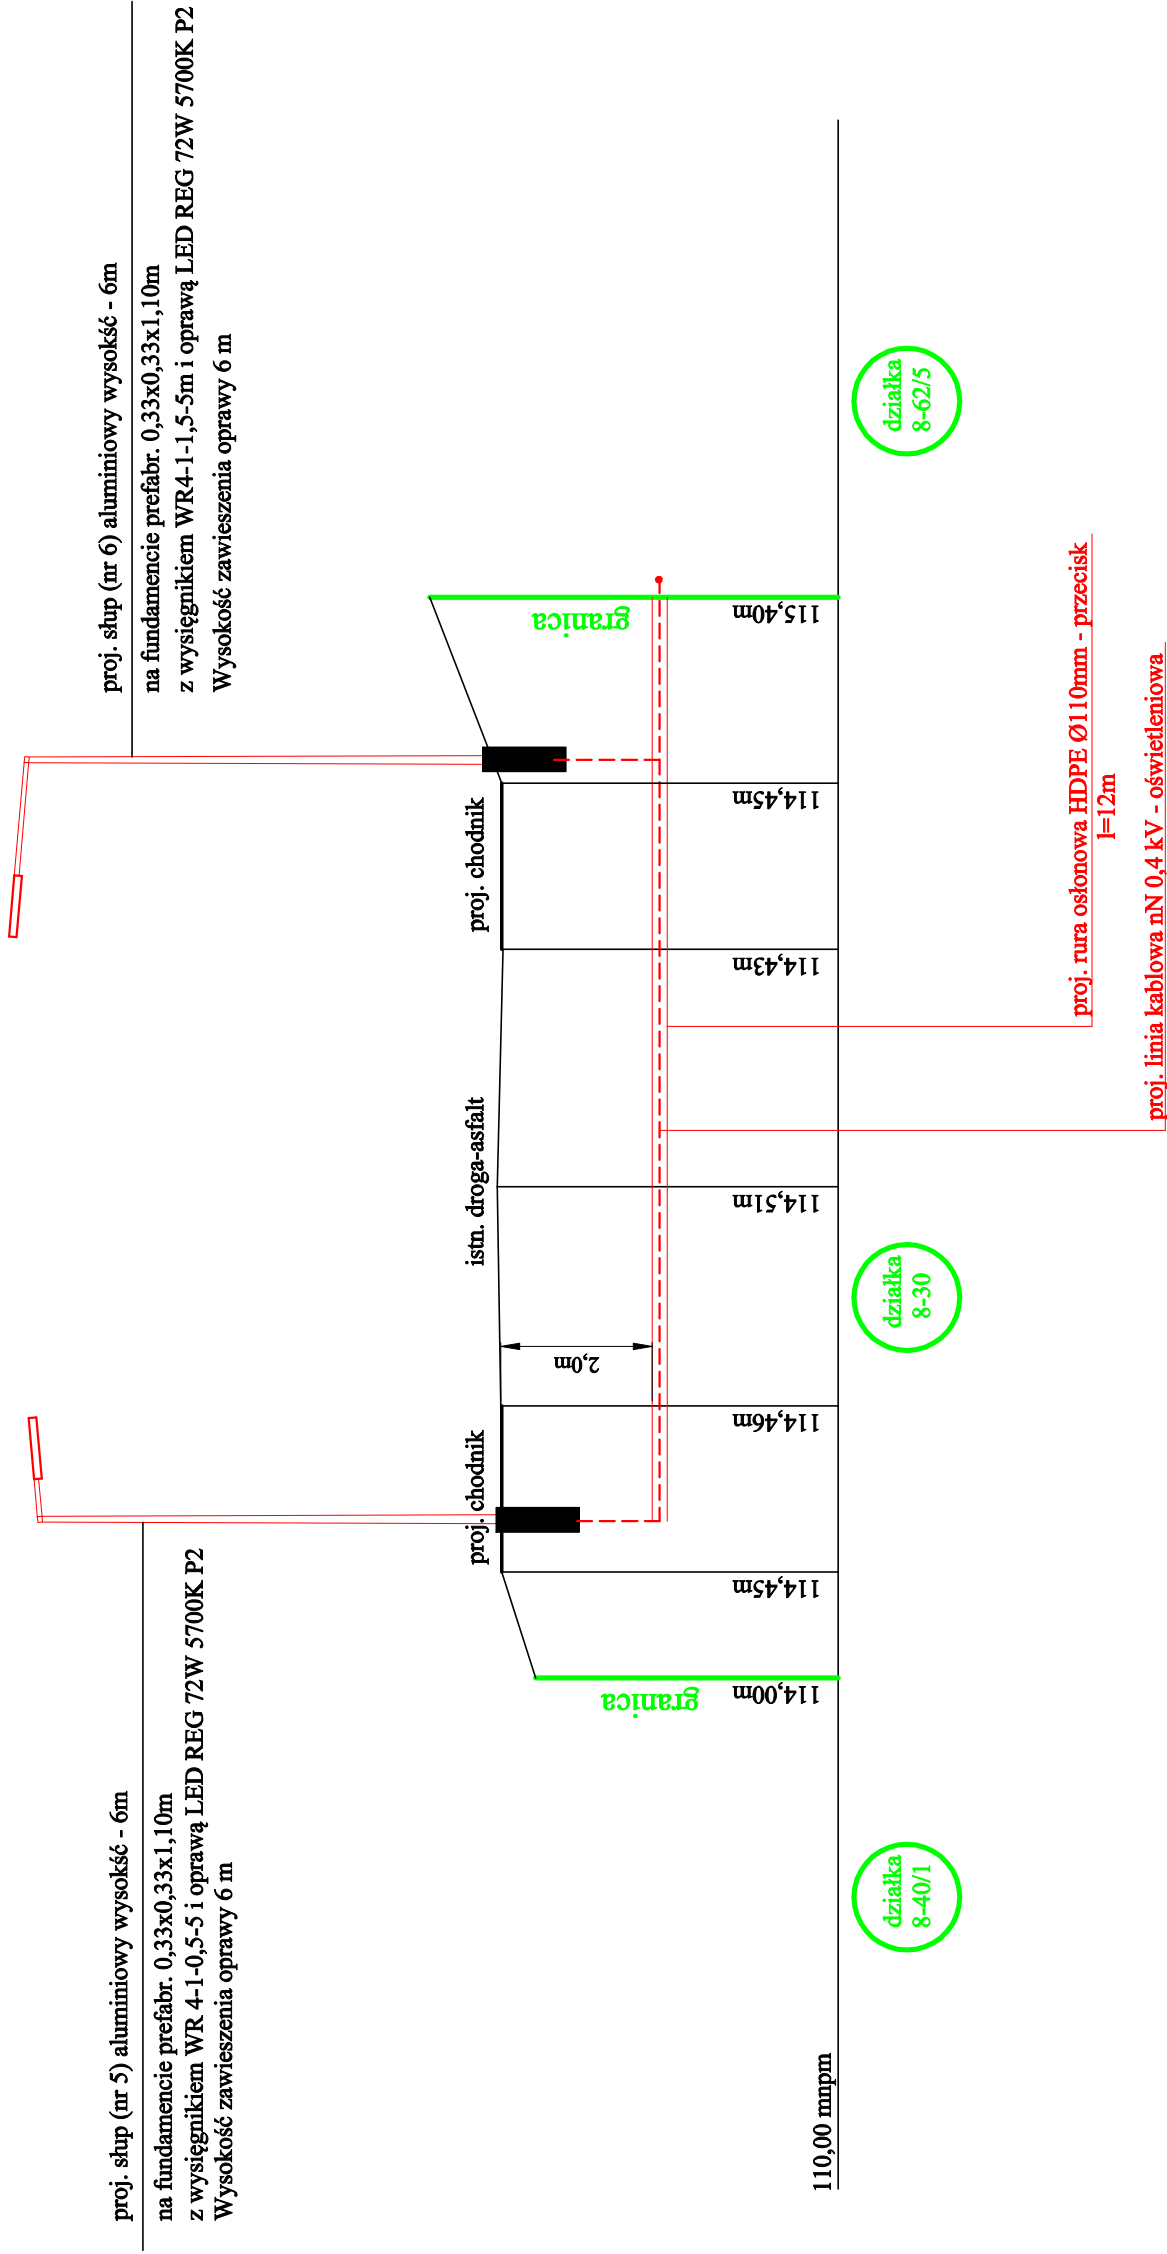 proj. słup (nr 5) aluminiowy wysokść - 6m
na fundamencie prefabr. 0,33x0,33x1,10m
z wysięgnikiem WR 4-1-0,5-5 i oprawą LED REG 72W 5700K P2
Wysokość zawieszenia oprawy 6 m
proj. słup (nr 6) aluminiowy wysokść - 6m
na fundamencie prefabr. 0,33x0,33x1,10m
z wysięgnikiem WR4-1-1,5-5m i oprawą LED REG 72W 5700K P2
Wysokość zawieszenia oprawy 6 m
proj. chodnik
istn. droga-asfalt
proj. chodnik
2,0m
granica
granica
114,00m
114,45m
114,46m
114,51m
114,43m
114,45m
115,40m
110,00 mnpm
działka
8-40/1
działka
8-30
działka
8-62/5
proj. rura osłonowa HDPE Ø110mm - przecisk
l=12m
proj. linia kablowa nN 0,4 kV - oświetleniowa